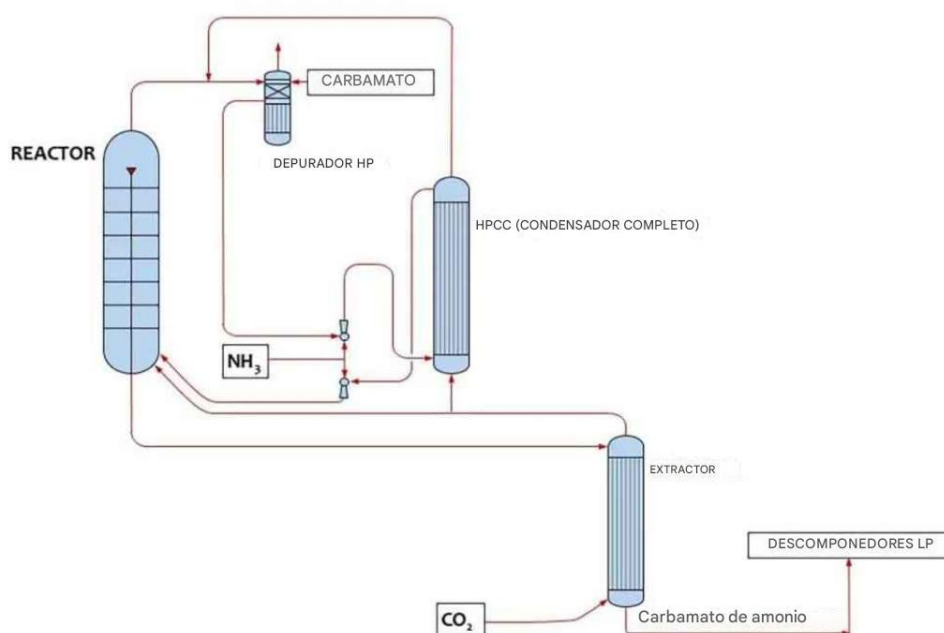 CARBAMATO
REACTOR
DEPURADOR HP
HPCC (CONDENSADOR COMPLETO)
NH3
EXTRACTOR
DESCOMPONEDORES LP
CO2
Carbamato de amonio